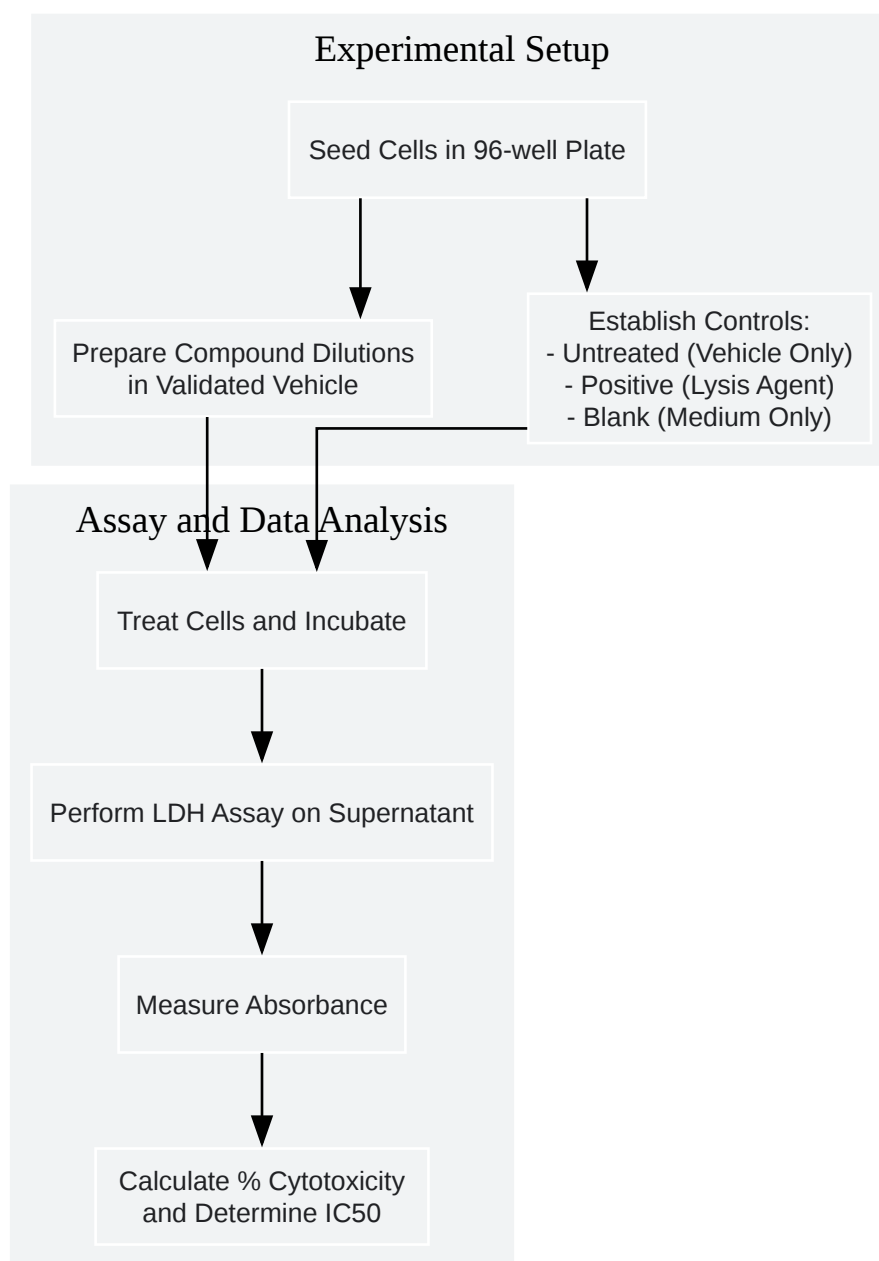 Experimental Setup
Seed Cells in 96-well Plate
Prepare Compound Dilutions
in Validated Vehicle
Establish Controls:
- Untreated (Vehicle Only)
- Positive (Lysis Agent)
- Blank (Medium Only)
Assay and Data Analysis
Treat Cells and Incubate
Perform LDH Assay on Supernatant
Measure Absorbance
Calculate % Cytotoxicity
and Determine IC50